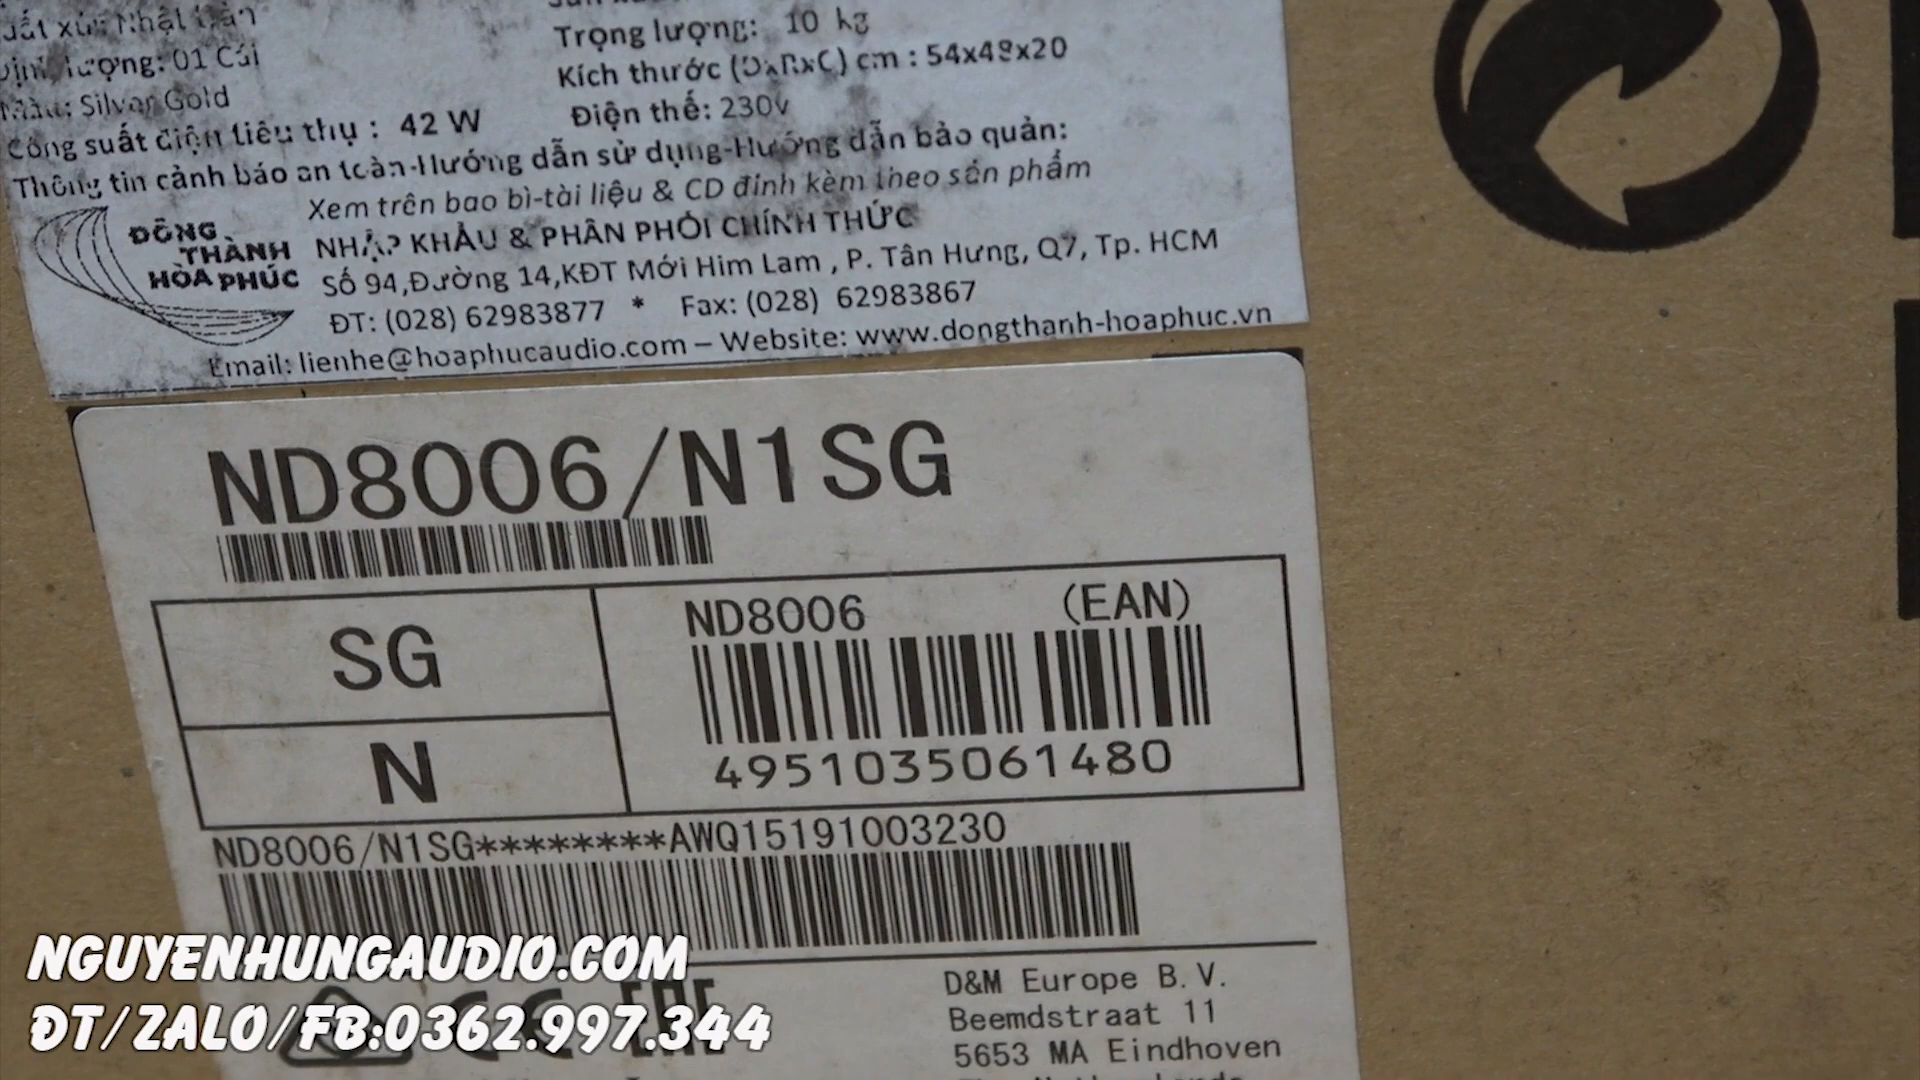 xuất xứ: Nhật Bản
Trọng lượng: 10 kg
Định lượng: 01 Cái
Kích thước (DxRxC) cm : 54x48x20
Màu: Silver Gold
Điện thế: 230v
Công suất điện tiêu thụ : 42 W
Thông tin cảnh báo an toàn-Hướng dẫn sử dụng-Hướng dẫn bảo quản:
Xem trên bao bì-tài liệu & CD đính kèm theo sản phẩm
ĐÔNG THÀNH HÒA PHÚC
NHẬP KHẨU & PHÂN PHỐI CHÍNH THỨC
Số 94,Đường 14,KĐT Mới Him Lam , P. Tân Hưng, Q7, Tp. HCM
ĐT: (028) 62983877 * Fax: (028) 62983867
Email: lienhe@hoaphucaudio.com – Website: www.dongthanh-hoaphuc.vn
ND8006/N1SG
SG
ND8006 (EAN)
N
4951035061480
ND8006/N1SG********AWQ15191003230
D&M Europe B.V.
Beemdstraat 11
5653 MA Eindhoven
NGUYENHUNGAUDIO.COM
ĐT/ZALO/FB:0362.997.344